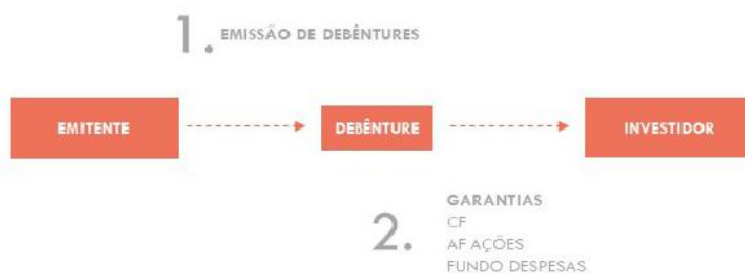 1. EMISSÃO DE DEBÊNTURES
EMITENTE
DEBÊNTURE
INVESTIDOR
2.
GARANTIAS
CF
AF AÇÕES
FUNDO DESPESAS